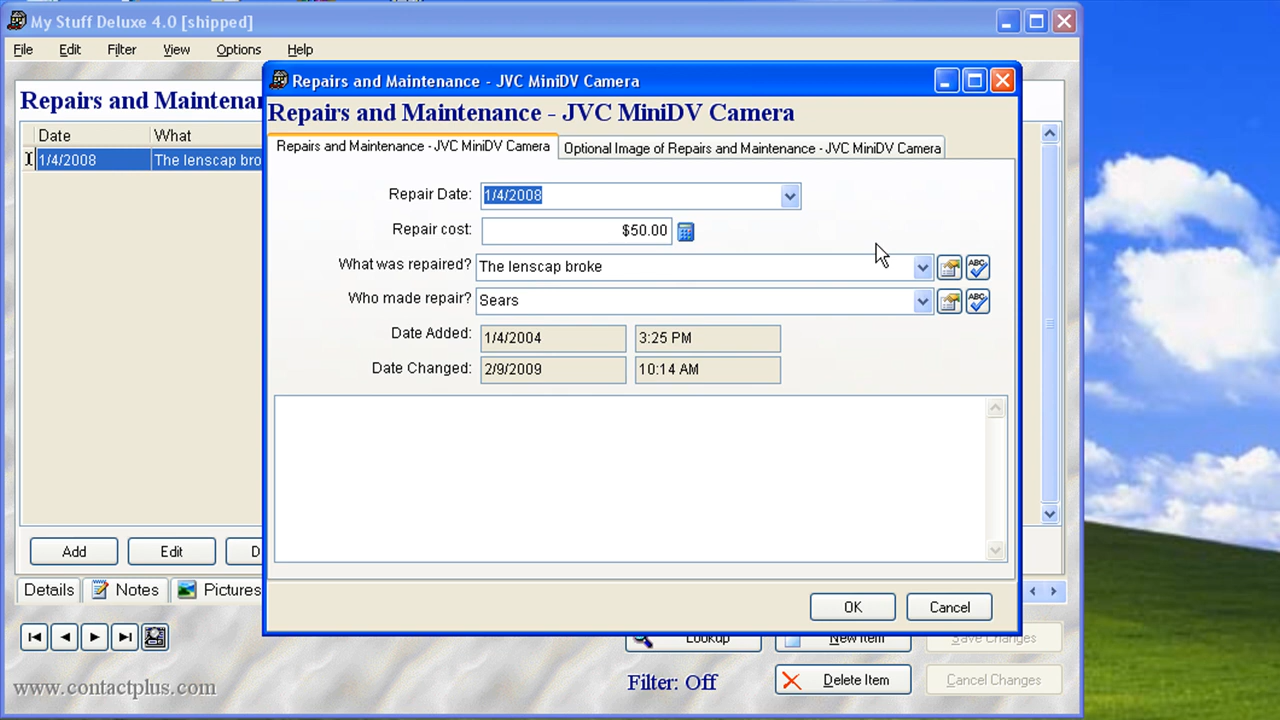 My Stuff Deluxe 4.0 [shipped]
File Edit Filter View Options Help
Repairs and Maintenance - JVC MiniDV Camera
Repairs and Maintenan
Repairs and Maintenance - JVC MiniDV Camera
Date What
1/4/2008 The lenscap bro
Repairs and Maintenance - JVC MiniDV Camera Optional Image of Repairs and Maintenance - JVC MiniDV Camera
Repair Date: 1/4/2008
Repair cost: $50.00
What was repaired? The lenscap broke ABC
Who made repair? Sears ABC
Date Added: 1/4/2004 3:25 PM
Date Changed: 2/9/2009 10:14 AM
Add Edit D
Details Notes Pictures
OK Cancel
Lookup New Item Save Changes
Filter: Off Delete Item Cancel Changes
www.contactplus.com